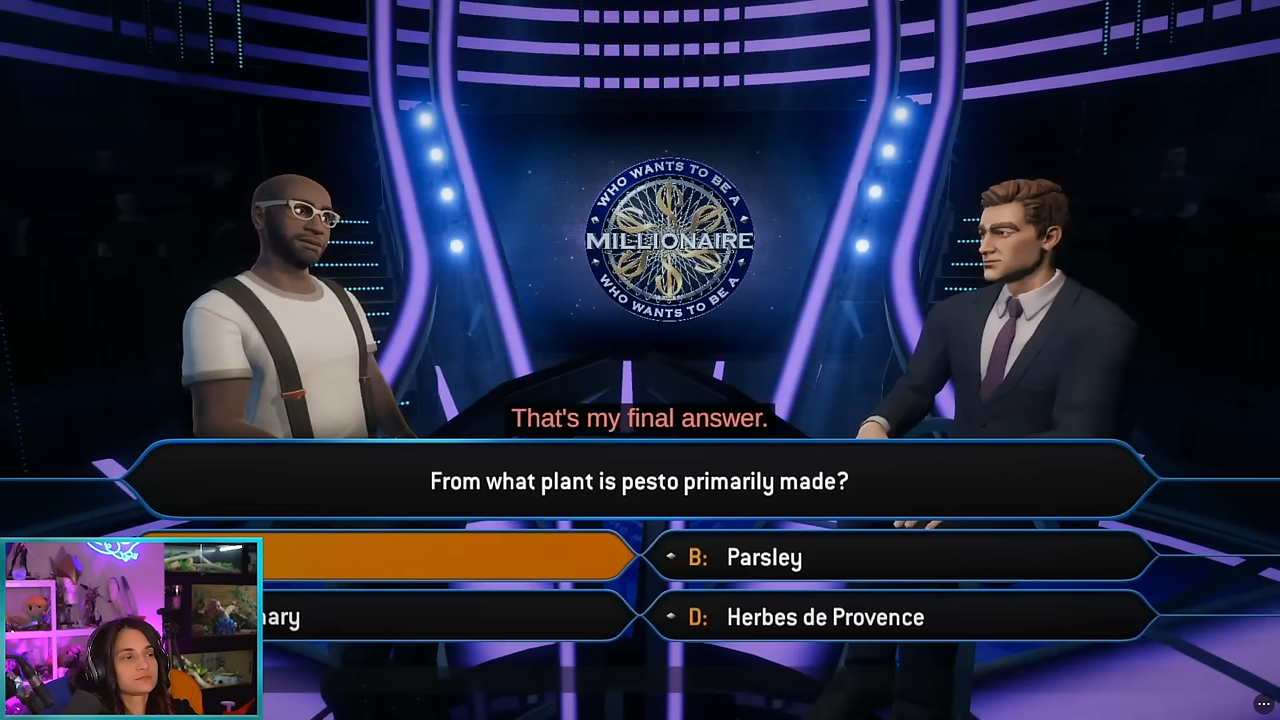 WHO WANTS TO BE A
MILLIONAIRE
WHO WANTS TO BE A
That's my final answer.
From what plant is pesto primarily made?
B: Parsley
D: Herbes de Provence